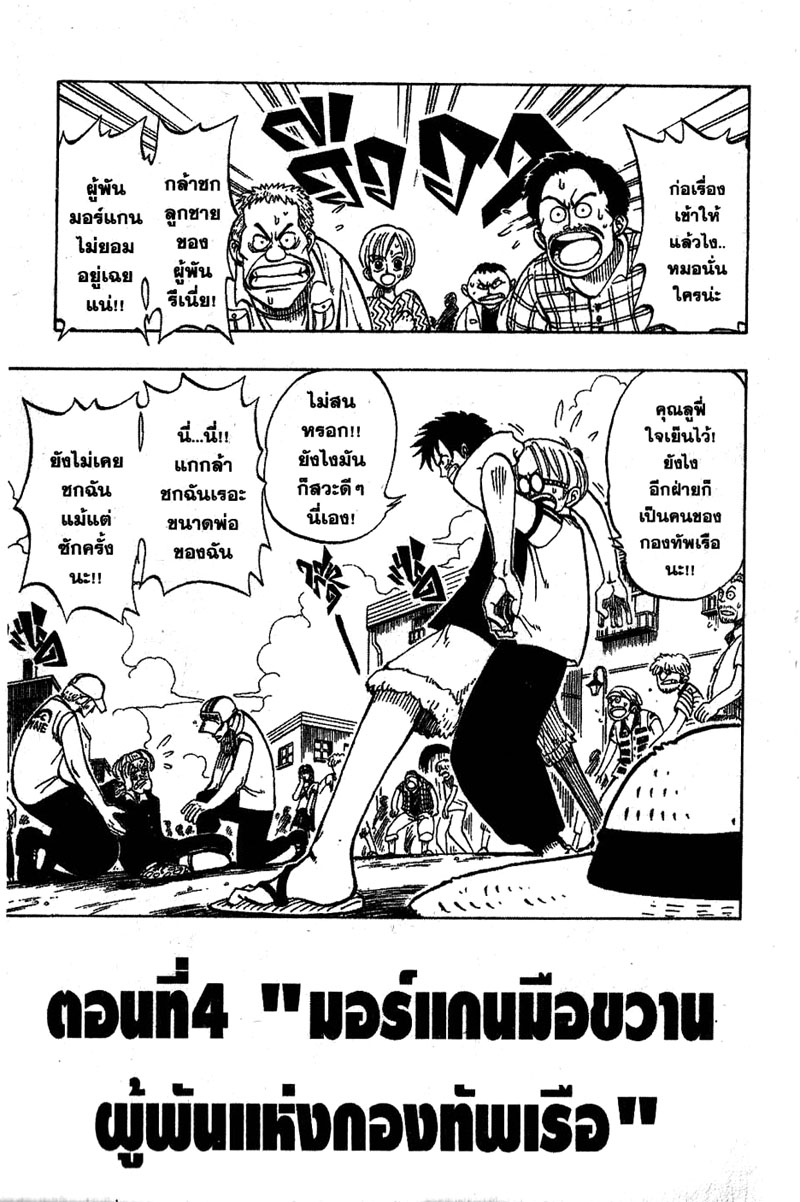 ก่อเรื่อง
เข้าให้
แล้วไง..
หมอนั่น
ใครน่ะ
กล้าชก
ลูกชาย
ของ
ผู้พัน
รีเนี่ย!
ผู้พัน
มอร์แกน
ไม่ยอม
อยู่เฉย
แน่!!
คุณลูฟี่
ใจเย็นไว้!
ยังไง
อีกฝ่ายก็
เป็นคนของ
กองทัพเรือ
นะ!!
ไม่สน
หรอก!!
ยังไงมัน
ก็สวะดีๆ
นี่เอง!
นี่...นี่!!
แกกล้า
ชกฉันเรอะ
ขนาดพ่อ
ของฉัน
ยังไม่เคย
ชกฉัน
แม้แต่
ซักครั้ง
นะ!!
ตอนที่4 "มอร์แกนมือขวาน
ผู้พันแห่งกองทัพเรือ"